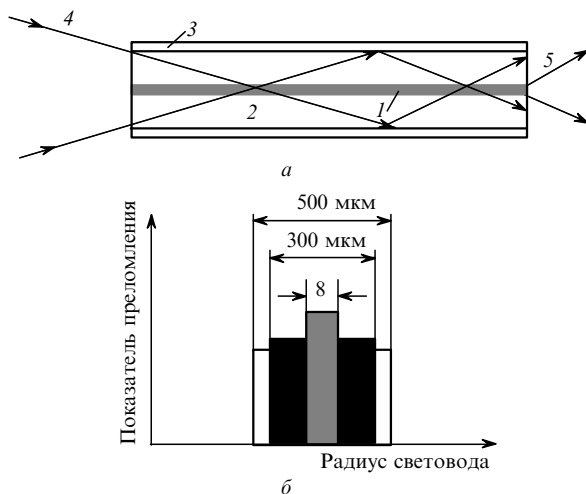 4
3
5
2
1
а
500 мкм
300 мкм
8
Показатель преломления
Радиус световода
б